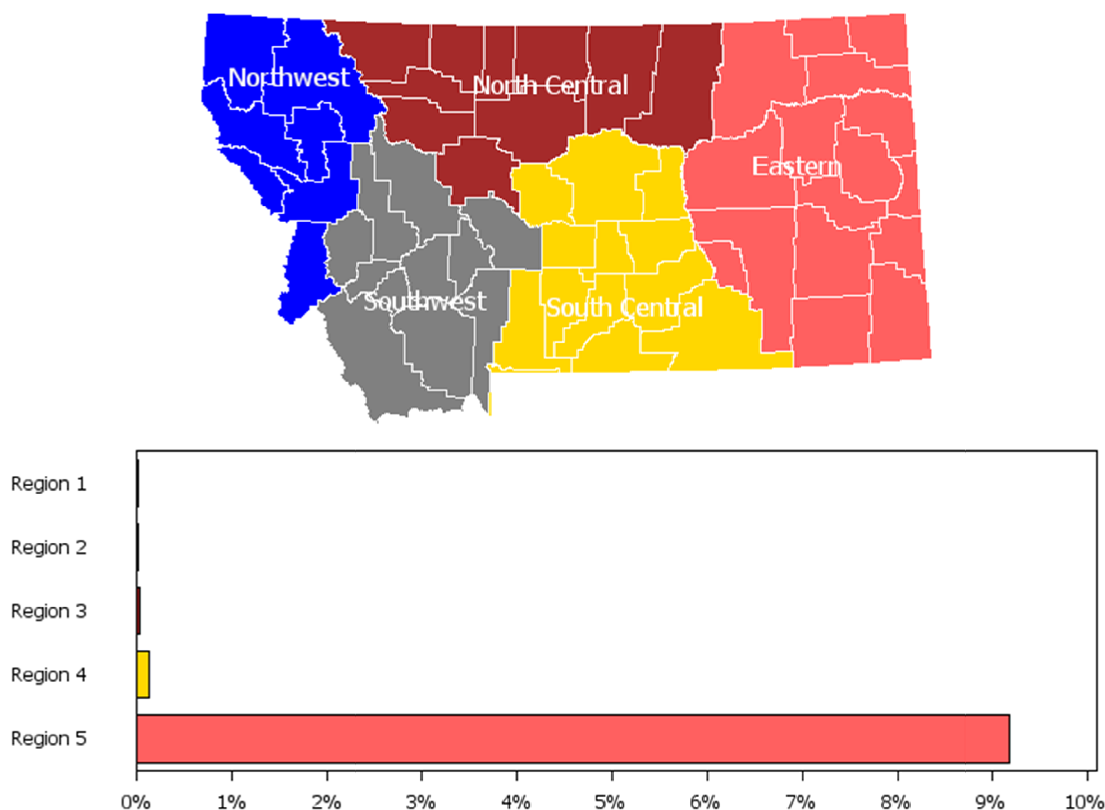 Northwest
North Central
Eastern
Southwest
South Central
Region 1
Region 2
Region 3
Region 4
Region 5
0% 1% 2% 3% 4% 5% 6% 7% 8% 9% 10%